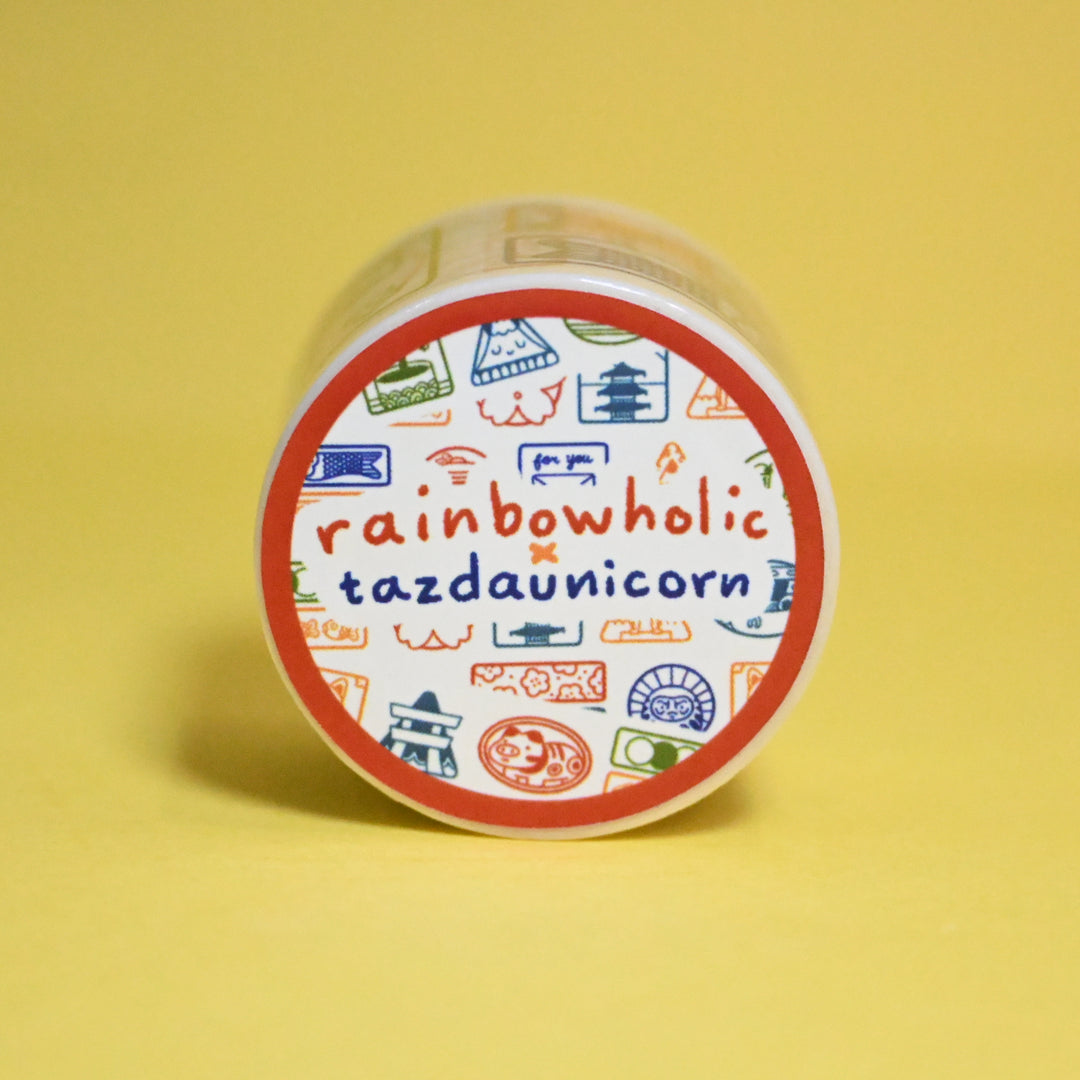 for you
rainbowholic
x
tazdaunicorn